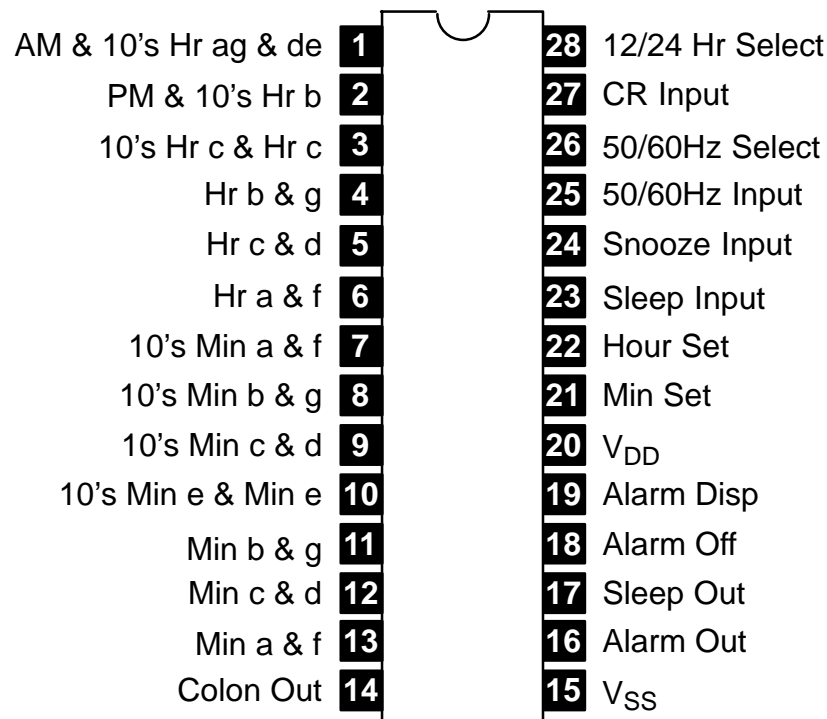 AM & 10’s Hr ag & de 1 28 12/24 Hr Select
PM & 10’s Hr b 2 27 CR Input
10’s Hr c & Hr c 3 26 50/60Hz Select
Hr b & g 4 25 50/60Hz Input
Hr c & d 5 24 Snooze Input
Hr a & f 6 23 Sleep Input
10’s Min a & f 7 22 Hour Set
10’s Min b & g 8 21 Min Set
10’s Min c & d 9 20 VDD
10’s Min e & Min e 10 19 Alarm Disp
Min b & g 11 18 Alarm Off
Min c & d 12 17 Sleep Out
Min a & f 13 16 Alarm Out
Colon Out 14 15 VSS